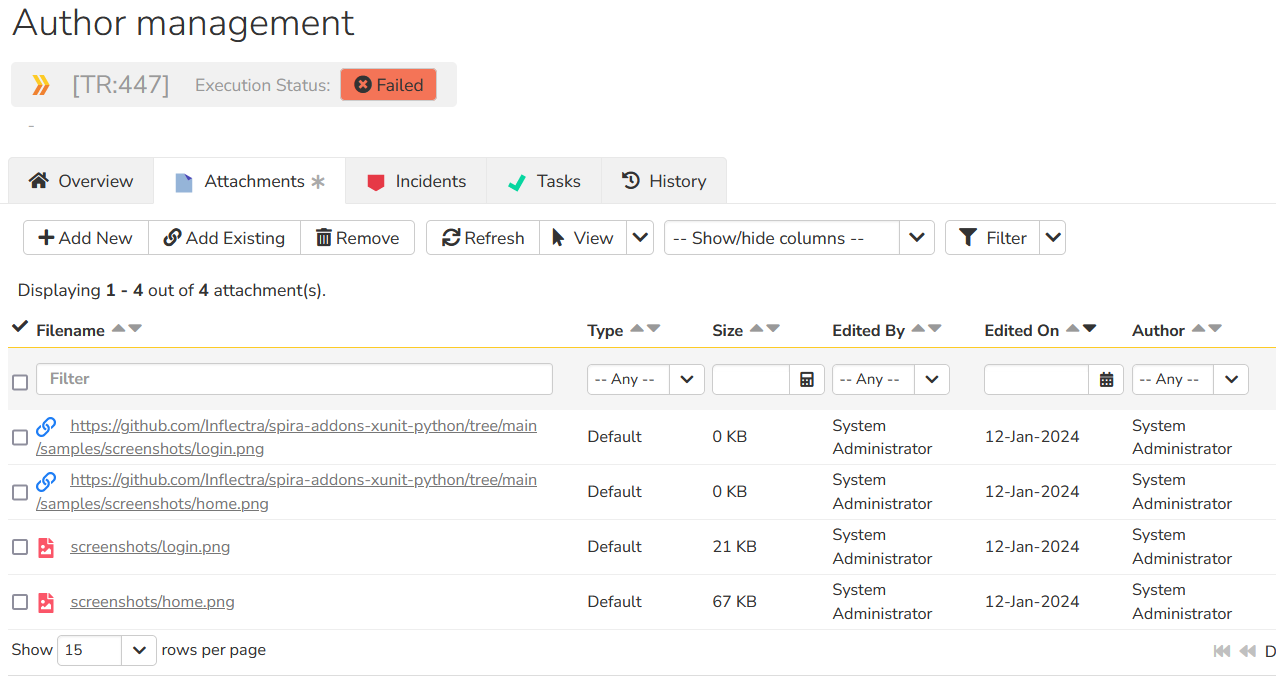 Author management
[TR:447] Execution Status: Failed
-
Overview Attachments Incidents Tasks History
Add New Add Existing Remove Refresh View -- Show/hide columns -- Filter
Displaying 1 - 4 out of 4 attachment(s).
Filename Type Size Edited By Edited On Author
Filter -- Any -- -- Any -- -- Any --
https://github.com/Inflectra/spira-addons-xunit-python/tree/main
/samples/screenshots/login.png
Default 0 KB
System
Administrator
12-Jan-2024
System
Administrator
https://github.com/Inflectra/spira-addons-xunit-python/tree/main
/samples/screenshots/home.png
Default 0 KB
System
Administrator
12-Jan-2024
System
Administrator
screenshots/login.png Default 21 KB
System
Administrator
12-Jan-2024
System
Administrator
screenshots/home.png Default 67 KB
System
Administrator
12-Jan-2024
System
Administrator
Show 15 rows per page D